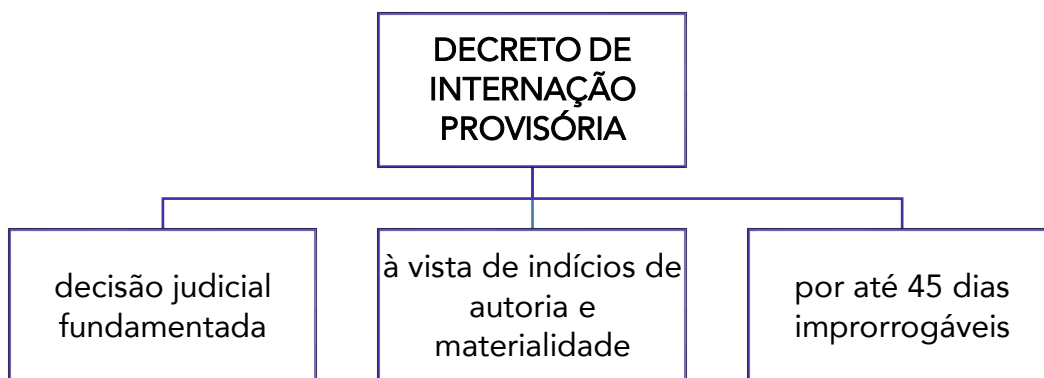 DECRETO DE
INTERNAÇÃO
PROVISÓRIA
decisão judicial
fundamentada
à vista de indícios de
autoria e
materialidade
por até 45 dias
improrrogáveis